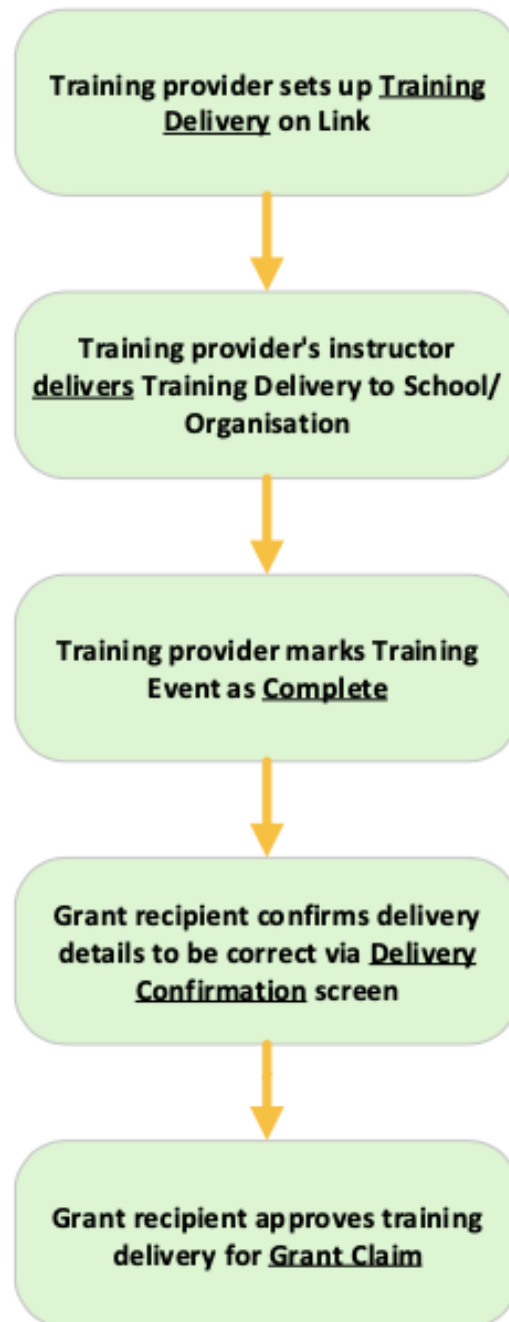 Training provider sets up Training
Delivery on Link
Training provider's instructor
delivers Training Delivery to School/
Organisation
Training provider marks Training
Event as Complete
Grant recipient confirms delivery
details to be correct via Delivery
Confirmation screen
Grant recipient approves training
delivery for Grant Claim